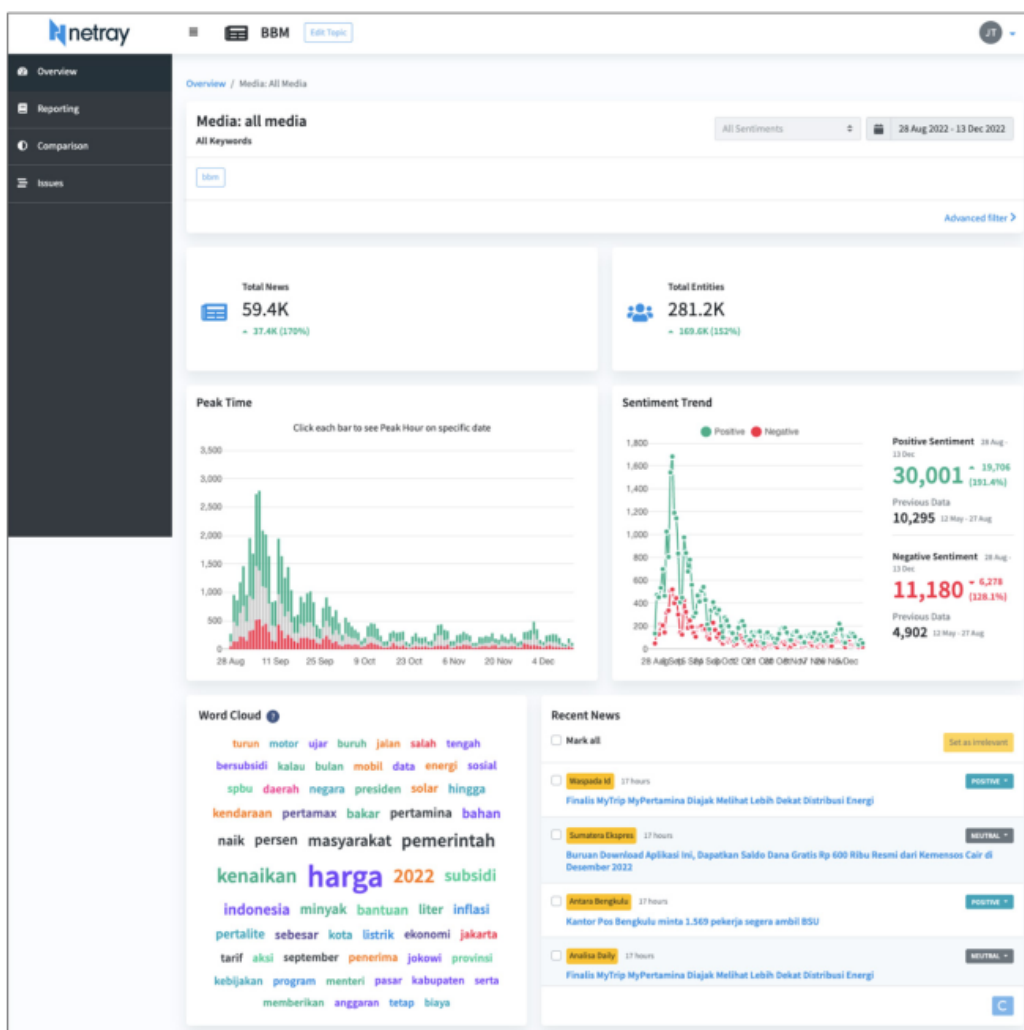 netray
BBM
Edit Topic
JT
Overview
Reporting
Comparison
Issues
Overview / Media: All Media
Media: all media
All Keywords
All Sentiments
28 Aug 2022 - 13 Dec 2022
bbm
Advanced filter
Total News
59.4K
37.4K (170%)
Total Entities
281.2K
169.6K (152%)
Peak Time
Click each bar to see Peak Hour on specific date
3,500
3,000
2,500
2,000
1,500
1,000
500
0
28 Aug 11 Sep 25 Sep 9 Oct 23 Oct 6 Nov 20 Nov 4 Dec
Sentiment Trend
Positive Negative
1,800
1,600
1,400
1,200
1,000
800
600
400
200
0
28 Aug
Positive Sentiment 28 Aug -
13 Dec
30,001 19,706
(191.4%)
Previous Data
10,295 12 May - 27 Aug
Negative Sentiment 28 Aug -
13 Dec
11,180 6,278
(128.1%)
Previous Data
4,902 12 May - 27 Aug
Word Cloud ?
turun motor ujar buruh jalan salah tengah
bersubsidi kalau bulan mobil data energi sosial
spbu daerah negara presiden solar hingga
kendaraan pertamax bakar pertamina bahan
naik persen masyarakat pemerintah
kenaikan harga 2022 subsidi
indonesia minyak bantuan liter inflasi
pertalite sebesar kota listrik ekonomi jakarta
tarif aksi september penerima jokowi provinsi
kebijakan program menteri pasar kabupaten serta
memberikan anggaran tetap biaya
Recent News
Mark all
Set as irrelevant
Waspada Id 17 hours POSITIVE
Finalis MyTrip MyPertamina Diajak Melihat Lebih Dekat Distribusi Energi
Sumatera Ekspres 17 hours NEUTRAL
Buruan Download Aplikasi Ini, Dapatkan Saldo Dana Gratis Rp 600 Ribu Resmi dari Kemensos Cair di
Desember 2022
Antara Bengkulu 17 hours POSITIVE
Kantor Pos Bengkulu minta 1.569 pekerja segera ambil BSU
Analisa Daily 17 hours NEUTRAL
Finalis MyTrip MyPertamina Diajak Melihat Lebih Dekat Distribusi Energi